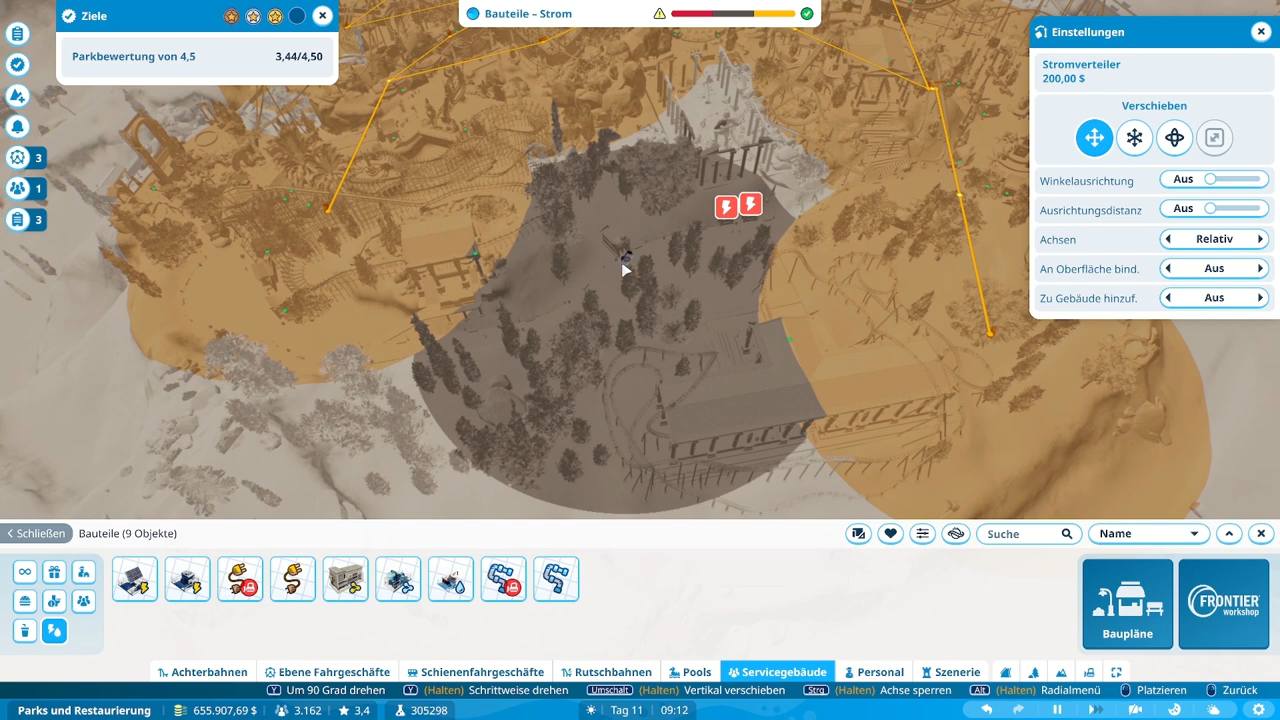 Ziele
Parkbewertung von 4,5 3,44/4,50
Bauteile – Strom
Einstellungen
Stromverteiler
200,00 $
Verschieben
Winkelausrichtung Aus
Ausrichtungsdistanz Aus
Achsen Relativ
An Oberfläche bind. Aus
Zu Gebäude hinzuf. Aus
3
1
3
Schließen Bauteile (9 Objekte) Suche Name
Baupläne
FRONTIER
workshop
Achterbahnen Ebene Fahrgeschäfte Schienenfahrgeschäfte Rutschbahnen Pools Servicegebäude Personal Szenerie
Y Um 90 Grad drehen Y (Halten) Schrittweise drehen Umschalt (Halten) Vertikal verschieben Strg (Halten) Achse sperren Alt (Halten) Radialmenü Platzieren Zurück
Parks und Restaurierung 655.907,69 $ 3.162 3,4 305298 Tag 11 09:12